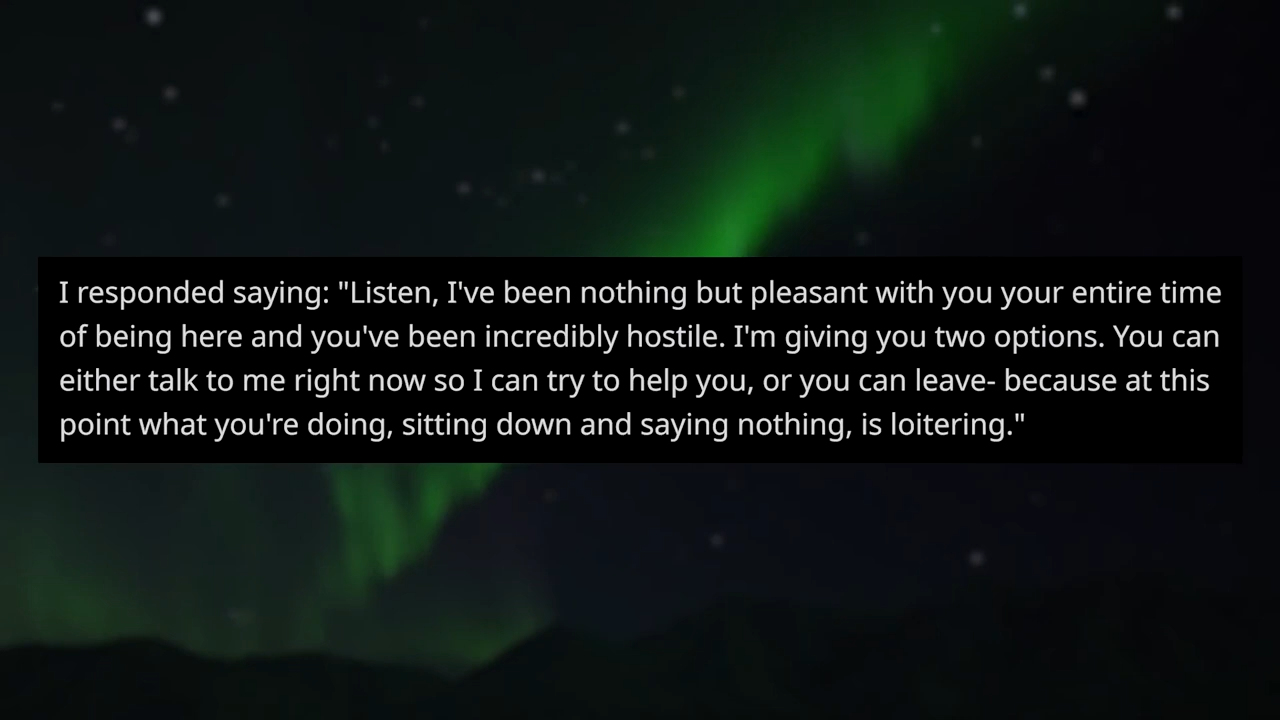 I responded saying: "Listen, I've been nothing but pleasant with you your entire time
of being here and you've been incredibly hostile. I'm giving you two options. You can
either talk to me right now so I can try to help you, or you can leave- because at this
point what you're doing, sitting down and saying nothing, is loitering."